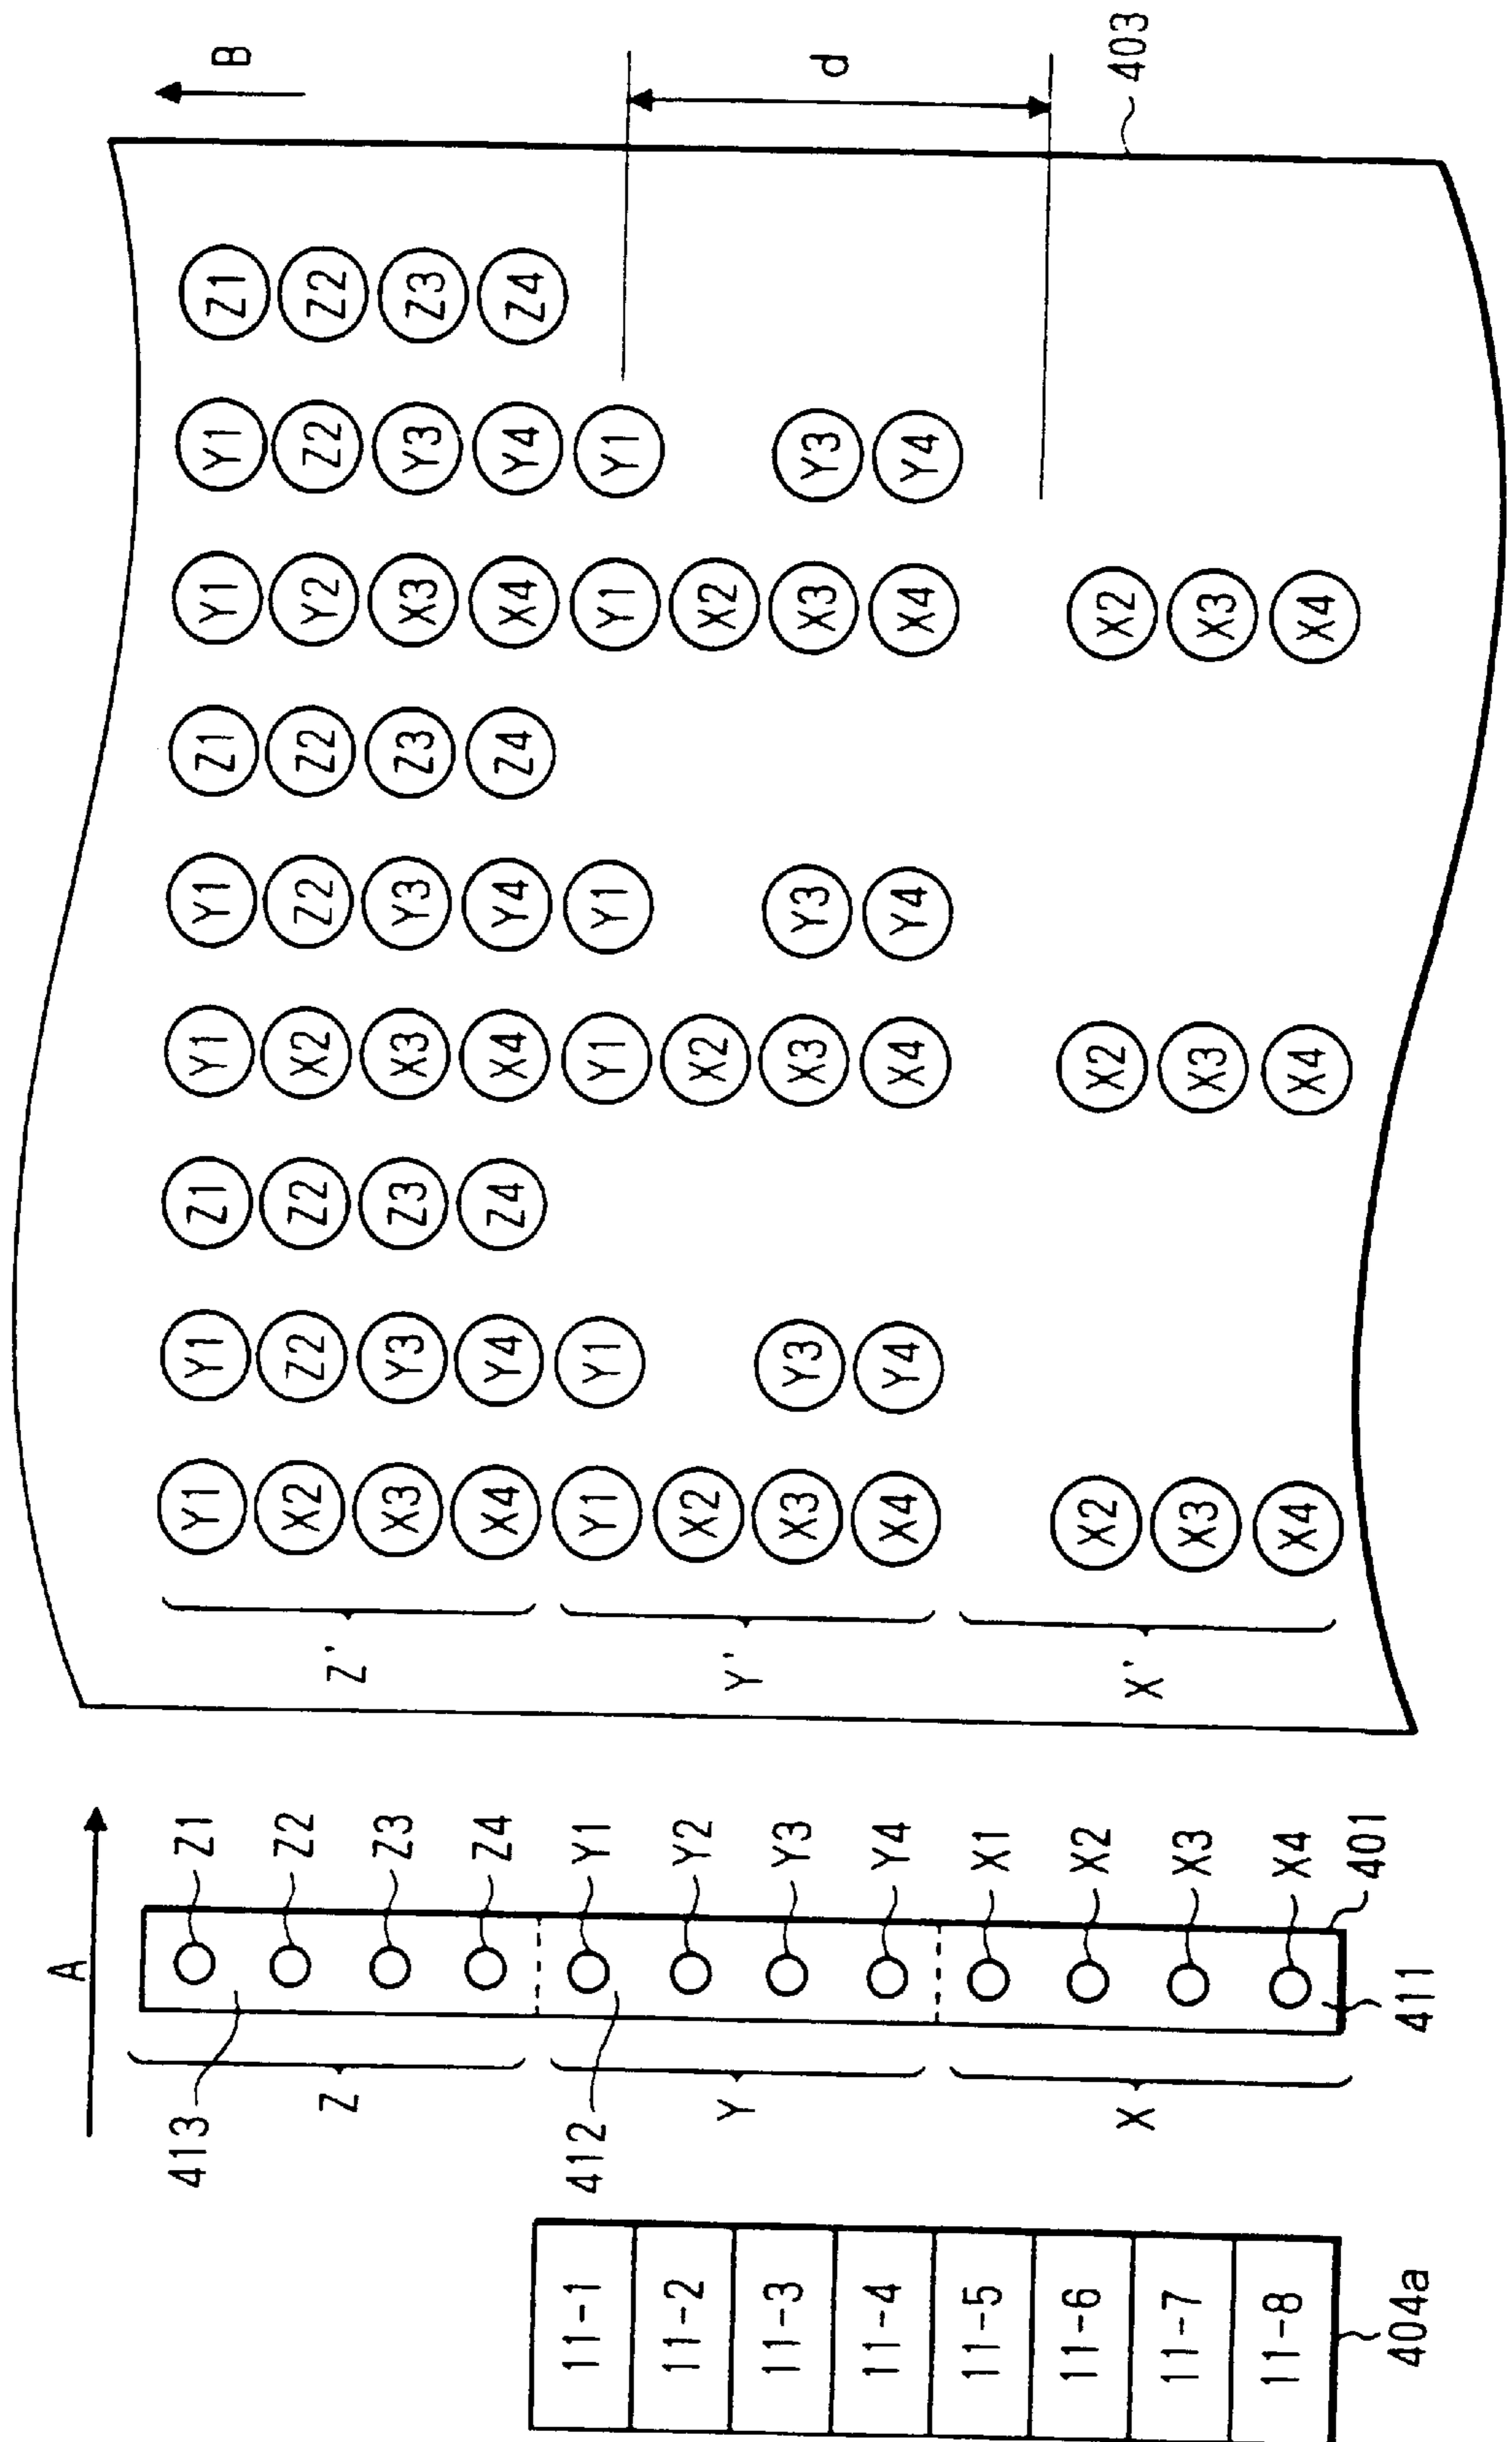 A
B
413 Z1 Y1 Y1 Z1 Y1 Y1 Z1 Y1 Y1 Z1
Z2 X2 Z2 Z2 X2 Z2 Z2 Y2 Z2 Z2
Z Z'
Z3 X3 Y3 Z3 X3 Y3 Z3 X3 Y3 Z3
Z4 X4 Y4 Z4 X4 Y4 Z4 X4 Y4 Z4
11-1 412 Y1 Y1 Y1 Y1 Y1 Y1 Y1
11-2 Y2 X2 X2 X2
Y Y'
11-3 Y3 X3 Y3 X3 Y3 X3 Y3
d
11-4 Y4 X4 Y4 X4 Y4 X4 Y4
11-5 X1
11-6 X2 X2 X2 X2
X X'
403
11-7 X3 X3 X3 X3
11-8 X4 X4 X4 X4
401
404a 411